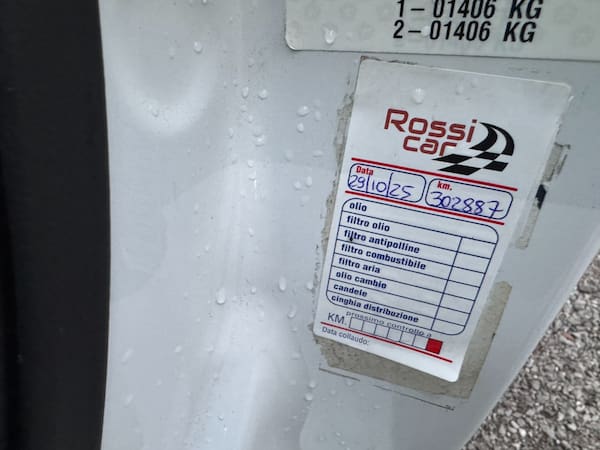 1 - 01406 KG
2 - 01406 KG
Rossi
car
Data 29/10/25 km. 302887
olio
filtro olio
filtro antipolline
filtro combustibile
filtro aria
olio cambio
candele
cinghia distribuzione
prossimo controllo a
KM.
Data collaudo: